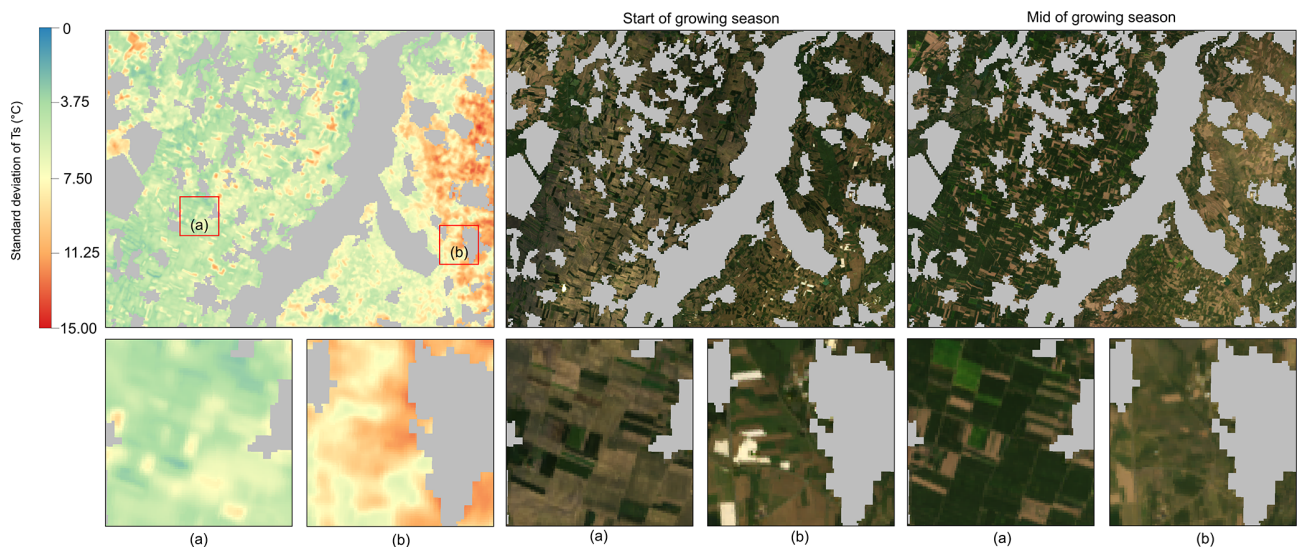 Start of growing season
Mid of growing season
Standard deviation of Ts (°C)
0
3.75
7.50
11.25
15.00
(a)
(b)
(a)
(b)
(a)
(b)
(a)
(b)